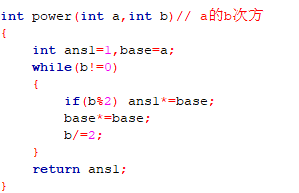 int power(int a,int b)// a的b次方
{
    int ans1=1,base=a;
    while(b!=0)
    {
        if(b%2) ans1*=base;
        base*=base;
        b/=2;
    }
    return ans1;
}